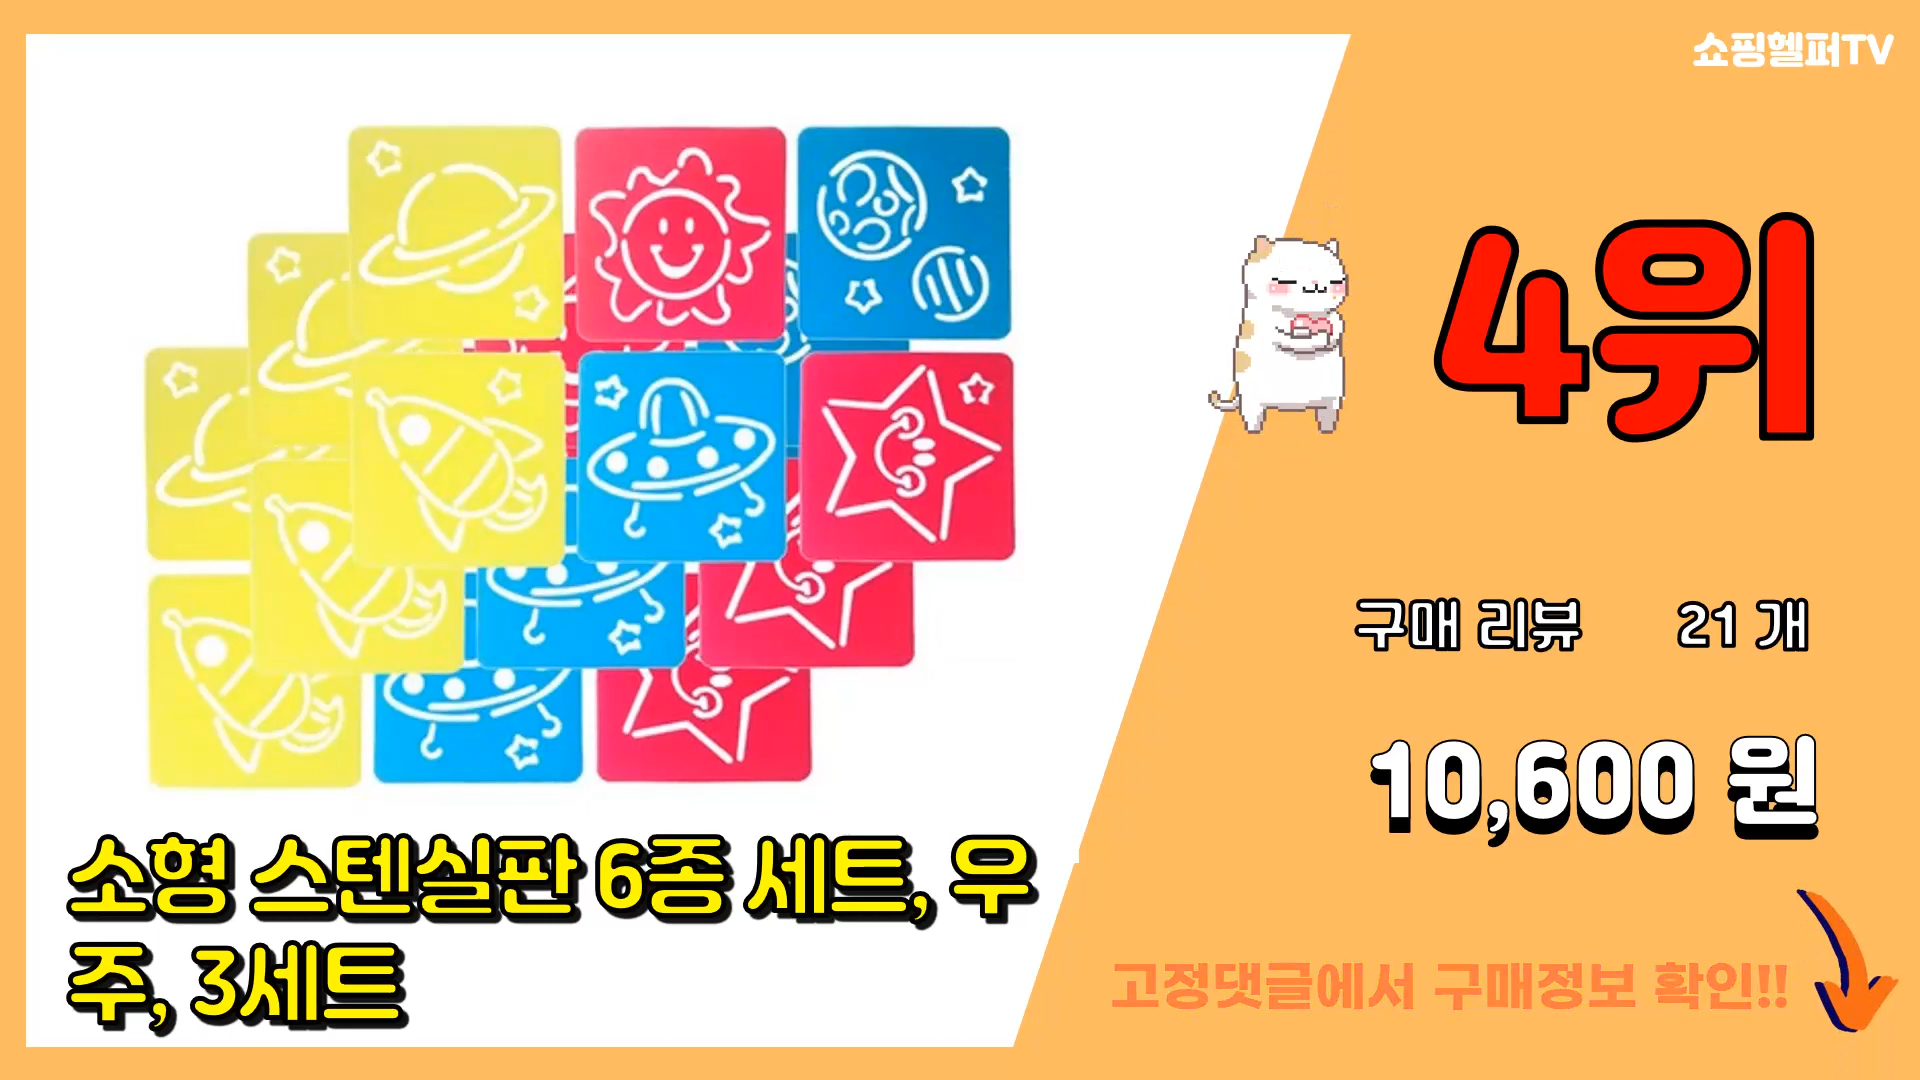 쇼핑헬퍼TV
4위
구매 리뷰 21 개
10,600 원
소형 스텐실판 6종 세트, 우
주, 3세트
고정댓글에서 구매정보 확인!!